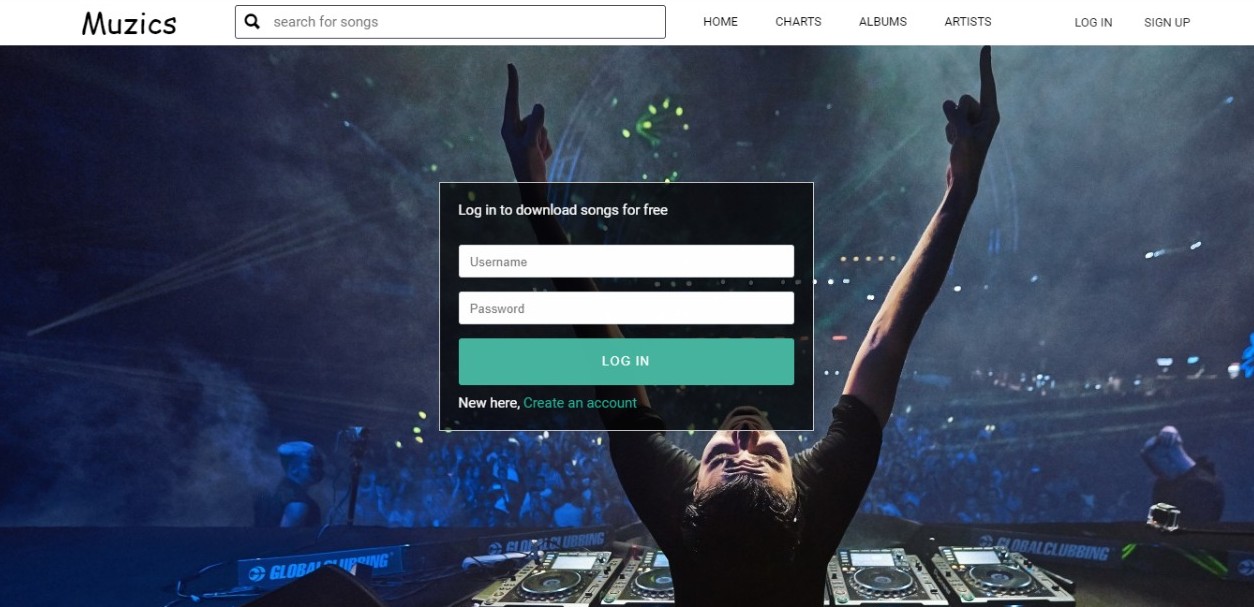 Muzics
search for songs
HOME CHARTS ALBUMS ARTISTS LOG IN SIGN UP
Log in to download songs for free
Username
Password
LOG IN
New here, Create an account
GLOBALCLUBBING
GLOBALCLUBBING
GLOBALCLUBBING